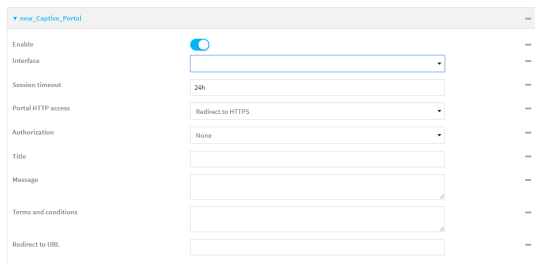 ▼ new_Captive_Portal
Enable
Interface
Session timeout
24h
Portal HTTP access
Redirect to HTTPS
Authorization
None
Title
Message
Terms and conditions
Redirect to URL